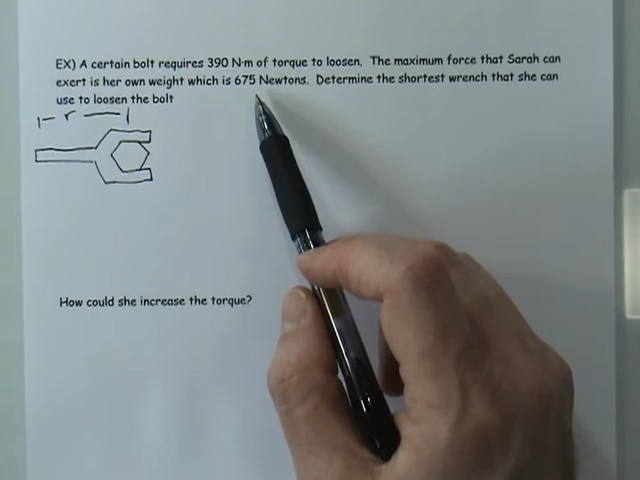 EX) A certain bolt requires 390 N·m of torque to loosen. The maximum force that Sarah can
exert is her own weight which is 675 Newtons. Determine the shortest wrench that she can
use to loosen the bolt
r
How could she increase the torque?